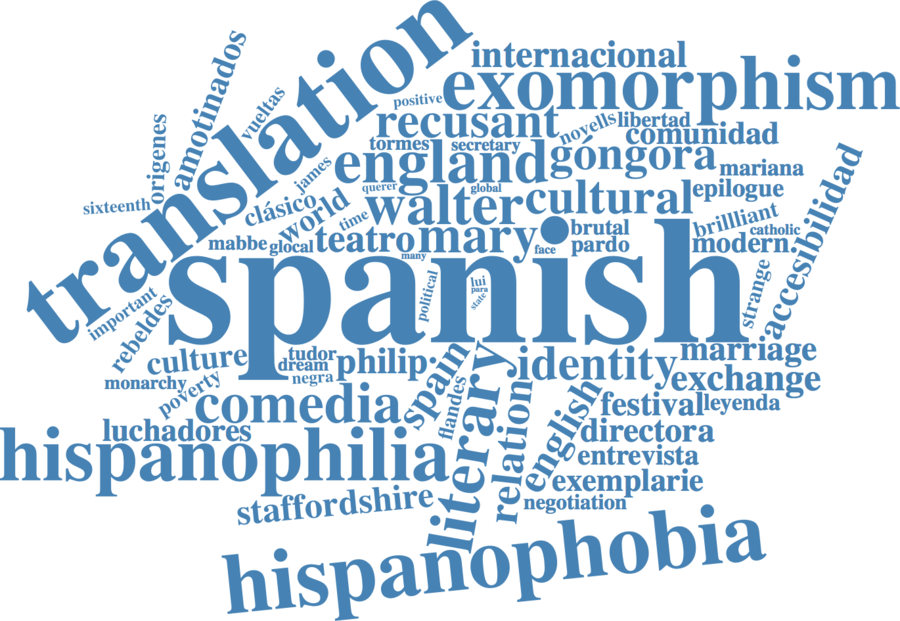 internacional
translation
exomorphism
amotinados
vueltas
positive
recusant
novells
libertad
comunidad
origenes
tormes
secretary
england
góngora
mariana
james
querer
global
sixteenth
clásico
world
time
walter
cultural
epilogue
mabbe
glocal
teatro
mary
face
brutal
pardo
brillliant
catholic
modern
accesibilidad
many
spanish
political
lui
para
state
strange
important
rebeldes
culture
tudor
dream
negra
philip
spain
identity
marriage
exchange
monarchy
poverty
comedia
flandes
literary
relation
english
festival
leyenda
luchadores
directora
hispanophilia
entrevista
exemplarie
staffordshire
negotiation
hispanophobia